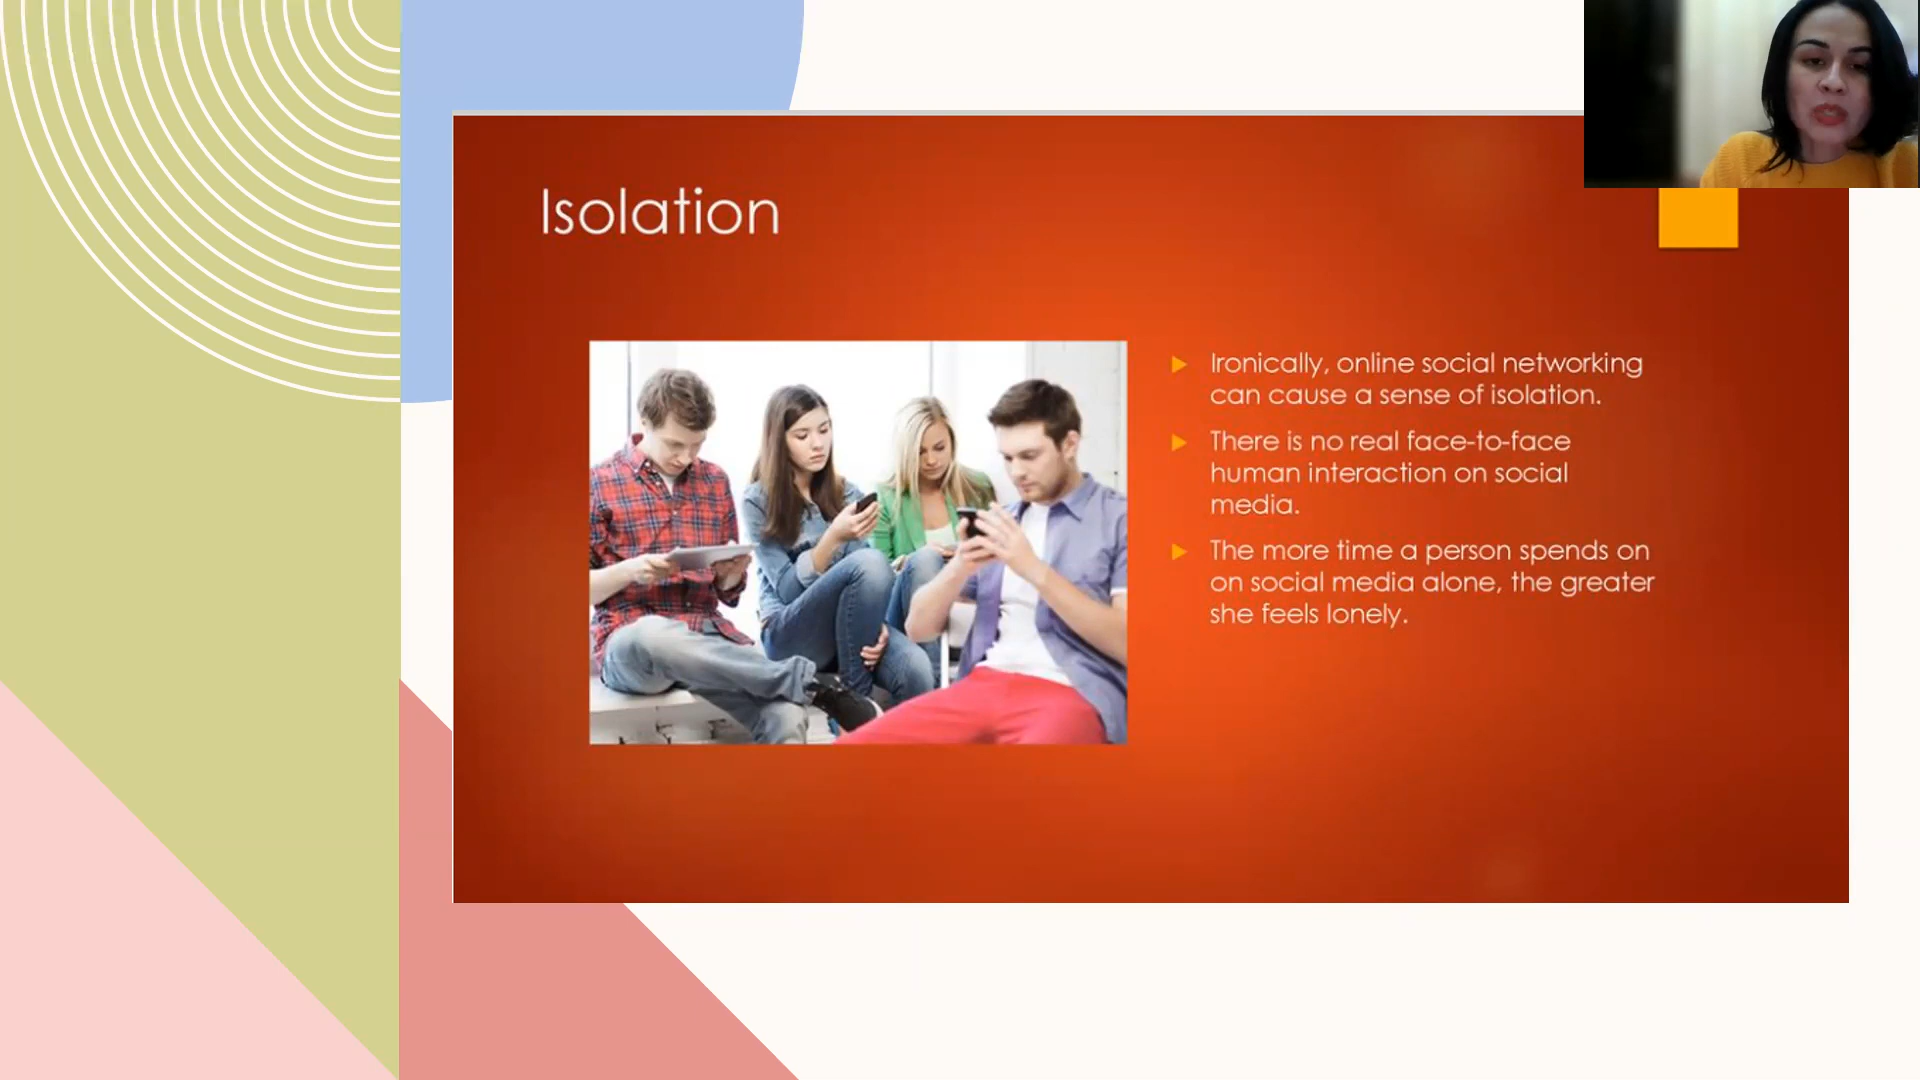 Isolation
Ironically, online social networking
can cause a sense of isolation.
There is no real face-to-face
human interaction on social
media.
The more time a person spends on
on social media alone, the greater
she feels lonely.